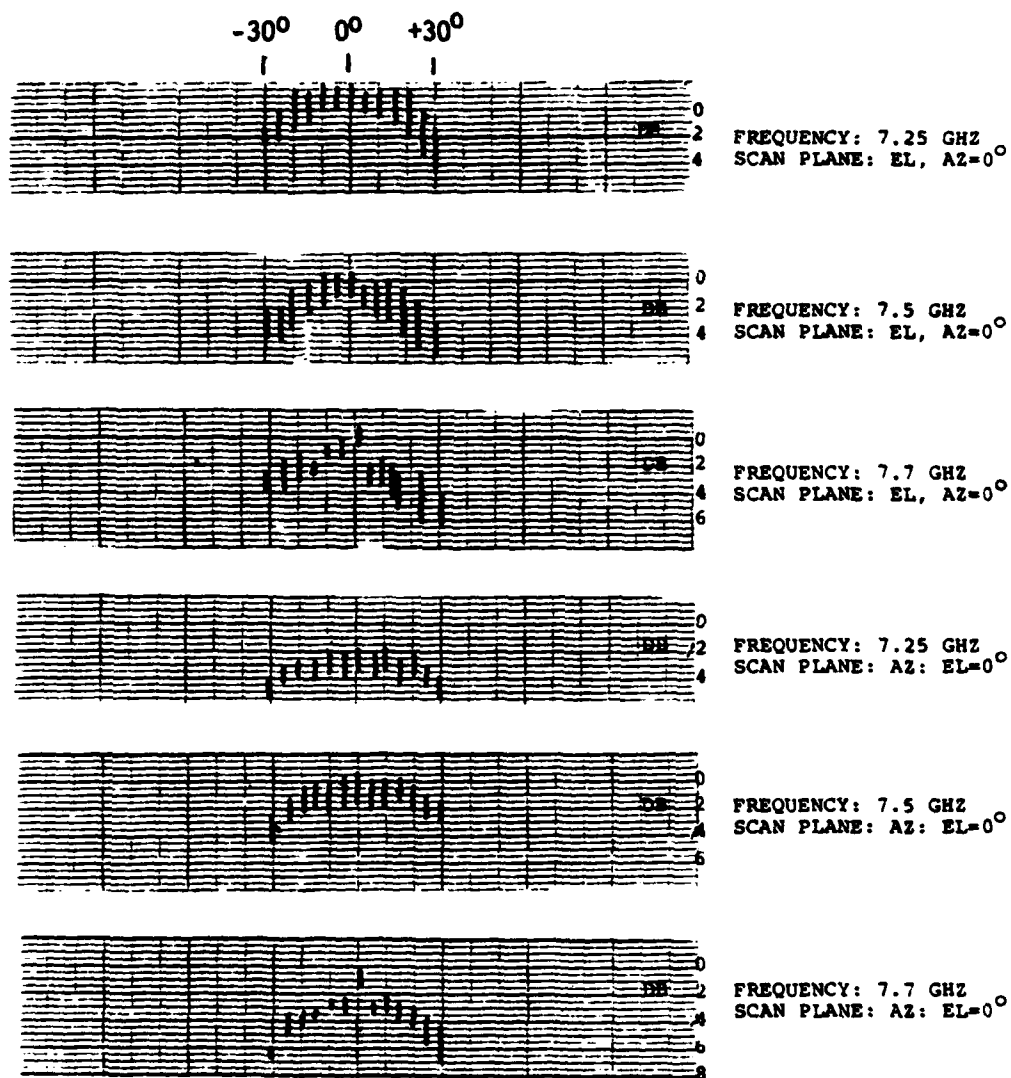 -30° 0° +30°
0
2
4
DB
FREQUENCY: 7.25 GHZ
SCAN PLANE: EL, AZ=0°
0
2
4
DB
FREQUENCY: 7.5 GHZ
SCAN PLANE: EL, AZ=0°
0
2
4
6
DB
FREQUENCY: 7.7 GHZ
SCAN PLANE: EL, AZ=0°
0
2
4
DB
FREQUENCY: 7.25 GHZ
SCAN PLANE: AZ: EL=0°
0
2
4
6
DB
FREQUENCY: 7.5 GHZ
SCAN PLANE: AZ: EL=0°
0
2
4
6
8
DB
FREQUENCY: 7.7 GHZ
SCAN PLANE: AZ: EL=0°